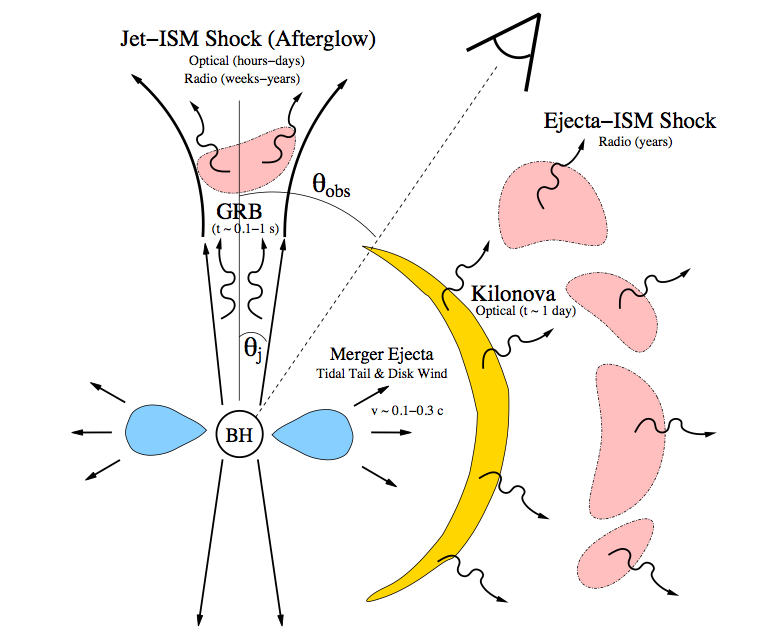 Jet–ISM Shock (Afterglow)
Optical (hours–days)
Radio (weeks–years)
Ejecta–ISM Shock
Radio (years)
θobs
GRB
(t ~ 0.1–1 s)
Kilonova
Optical (t ~ 1 day)
θj
Merger Ejecta
Tidal Tail & Disk Wind
v ~ 0.1–0.3 c
BH